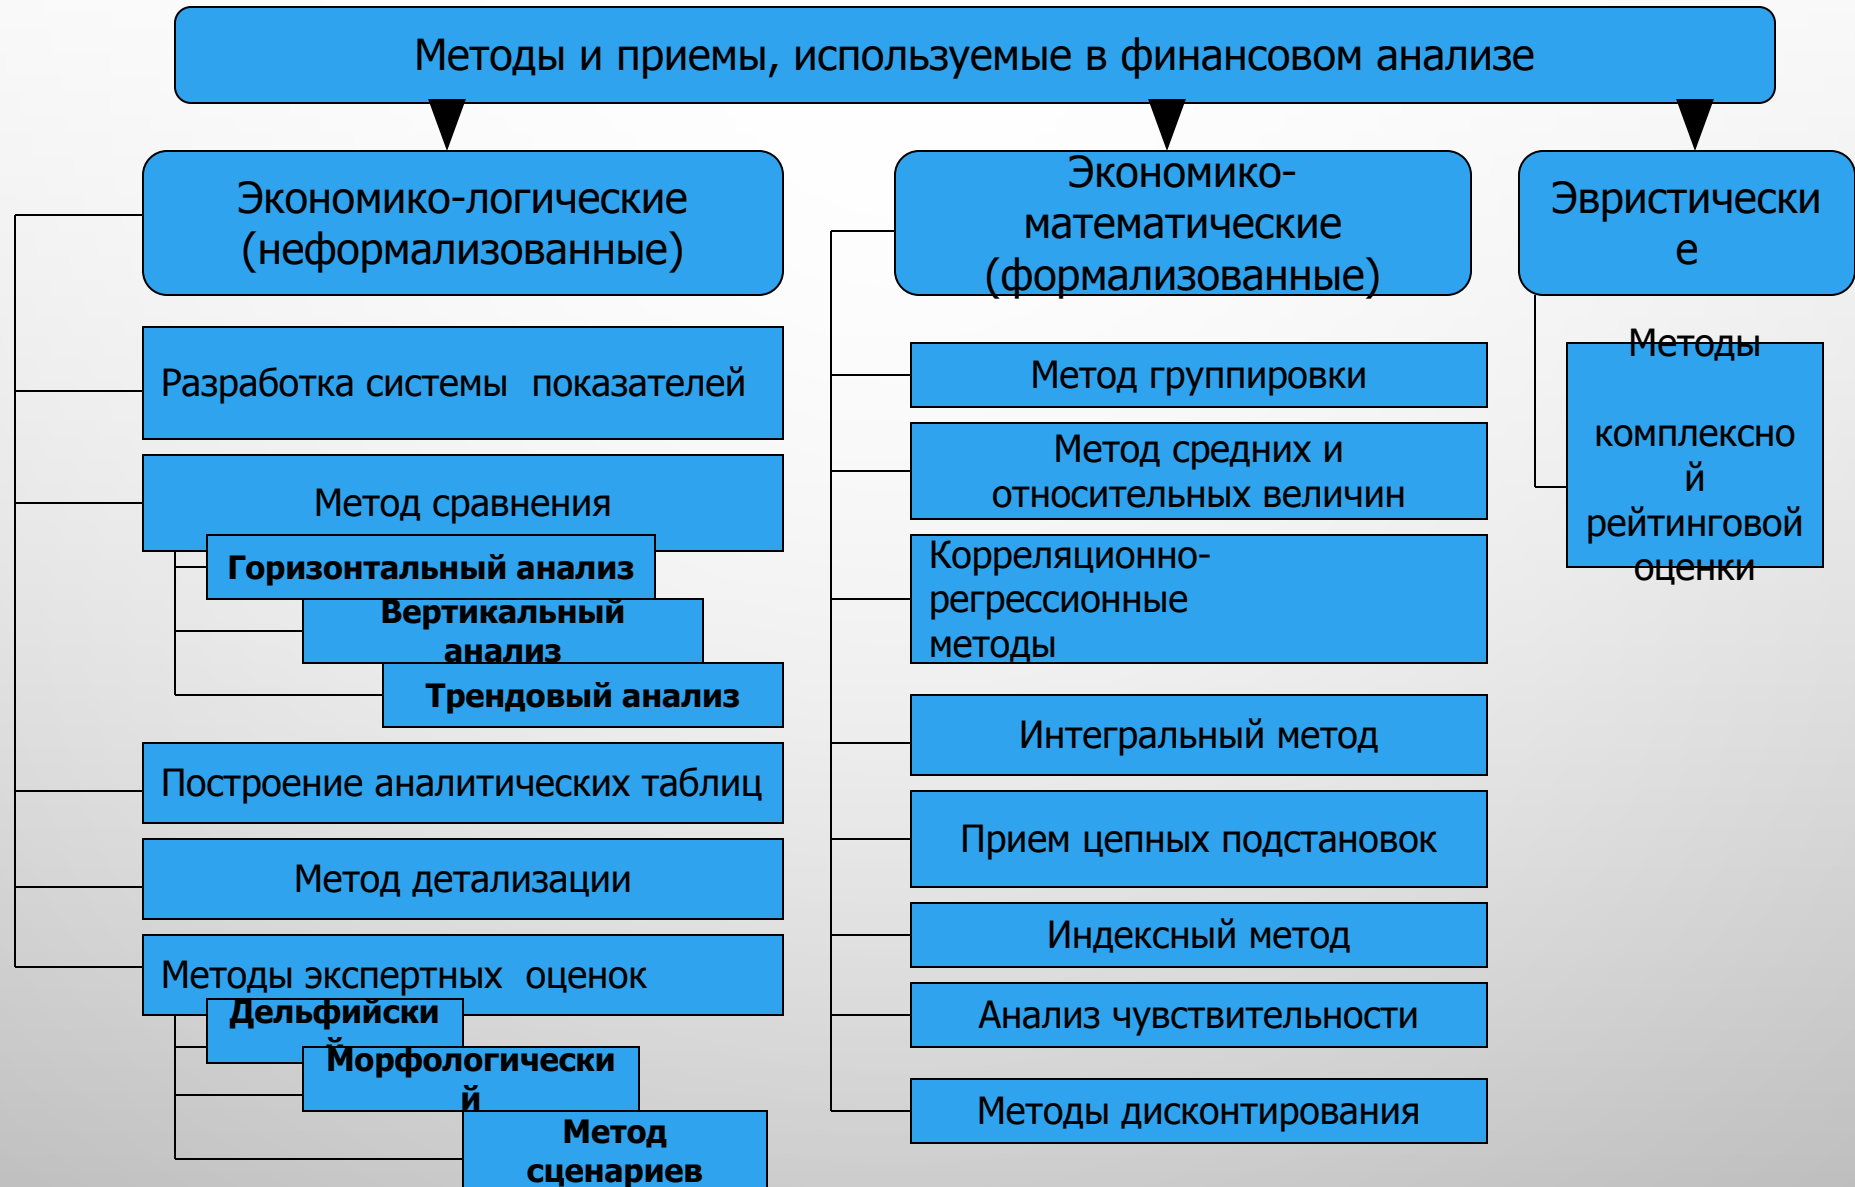 Методы и приемы, используемые в финансовом анализе
Экономико-логические
(неформализованные)
Разработка системы  показателей
Метод сравнения
Горизонтальный анализ
Вертикальный
анализ
Трендовый анализ
Построение аналитических таблиц
Метод детализации
Методы экспертных  оценок
Дельфийски
й
Морфологически
й
Метод
сценариев
Экономико-
математические
(формализованные)
Метод группировки
Метод средних и
относительных величин
Корреляционно-
регрессионные
методы
Интегральный метод
Прием цепных подстановок
Индексный метод
Анализ чувствительности
Методы дисконтирования
Эвристически
е
Методы
комплексно
й
рейтинговой
оценки